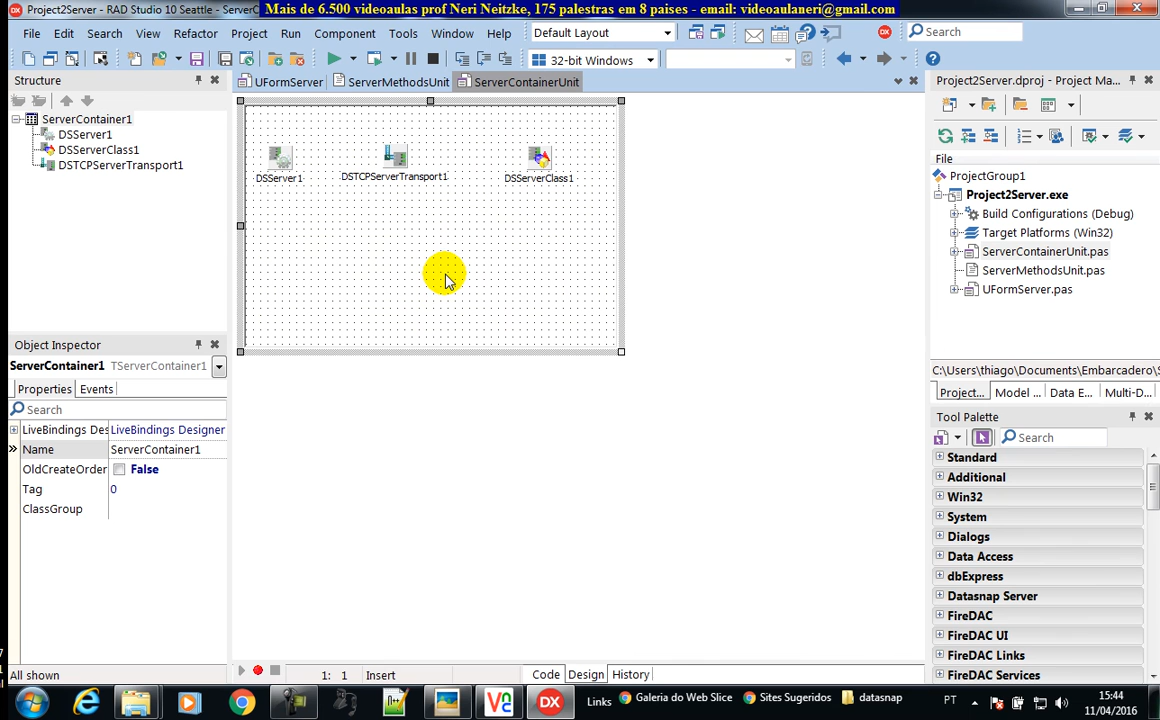 Project2Server - RAD Studio 10 Seattle - ServerC
Mais de 6.500 videoaulas prof Neri Neitzke, 175 palestras em 8 paises - email: videoaulaneri@gmail.com
File Edit Search View Refactor Project Run Component Tools Window Help
Default Layout
Search
32-bit Windows
Structure
UFormServer
ServerMethodsUnit
ServerContainerUnit
Project2Server.dproj - Project Ma...
ServerContainer1
DSServer1
DSServerClass1
DSTCPServerTransport1
DSServer1
DSTCPServerTransport1
DSServerClass1
File
ProjectGroup1
Project2Server.exe
Build Configurations (Debug)
Target Platforms (Win32)
ServerContainerUnit.pas
ServerMethodsUnit.pas
UFormServer.pas
Object Inspector
ServerContainer1 TServerContainer1
Properties Events
Search
LiveBindings Des LiveBindings Designer
Name ServerContainer1
OldCreateOrder False
Tag 0
ClassGroup
C:\Users\thiago\Documents\Embarcadero\S
Project... Model ... Data E... Multi-D...
Tool Palette
Search
Standard
Additional
Win32
System
Dialogs
Data Access
dbExpress
Datasnap Server
FireDAC
FireDAC UI
FireDAC Links
FireDAC Services
All shown
1: 1
Insert
Code Design History
Links
Galeria do Web Slice
Sites Sugeridos
datasnap
PT
15:44
11/04/2016